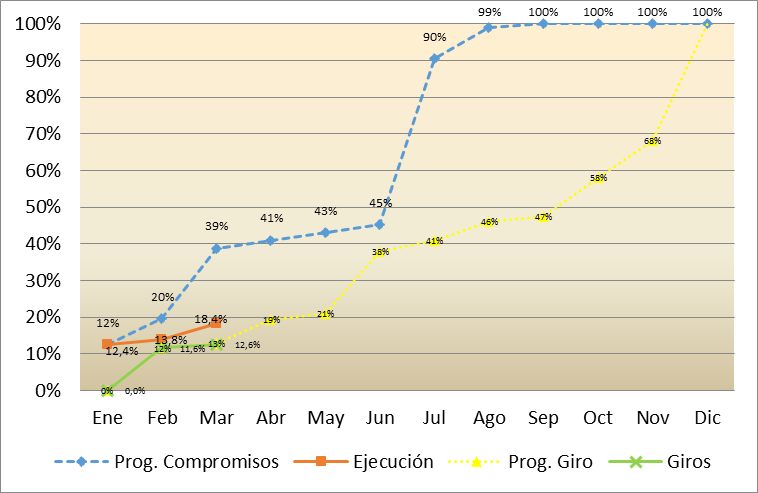 99% 100% 100% 100% 100%
100%
90%
90%
80%
70%
68%
60%
58%
50%
45% 46% 47%
39% 41% 43%
40%
38% 41%
30%
20%
20%
18,4% 19% 21%
12% 13,8%
12,4% 12% 11,6% 13% 12,6%
10%
0%
0% 0,0%
Ene Feb Mar Abr May Jun Jul Ago Sep Oct Nov Dic
Prog. Compromisos Ejecución Prog. Giro Giros